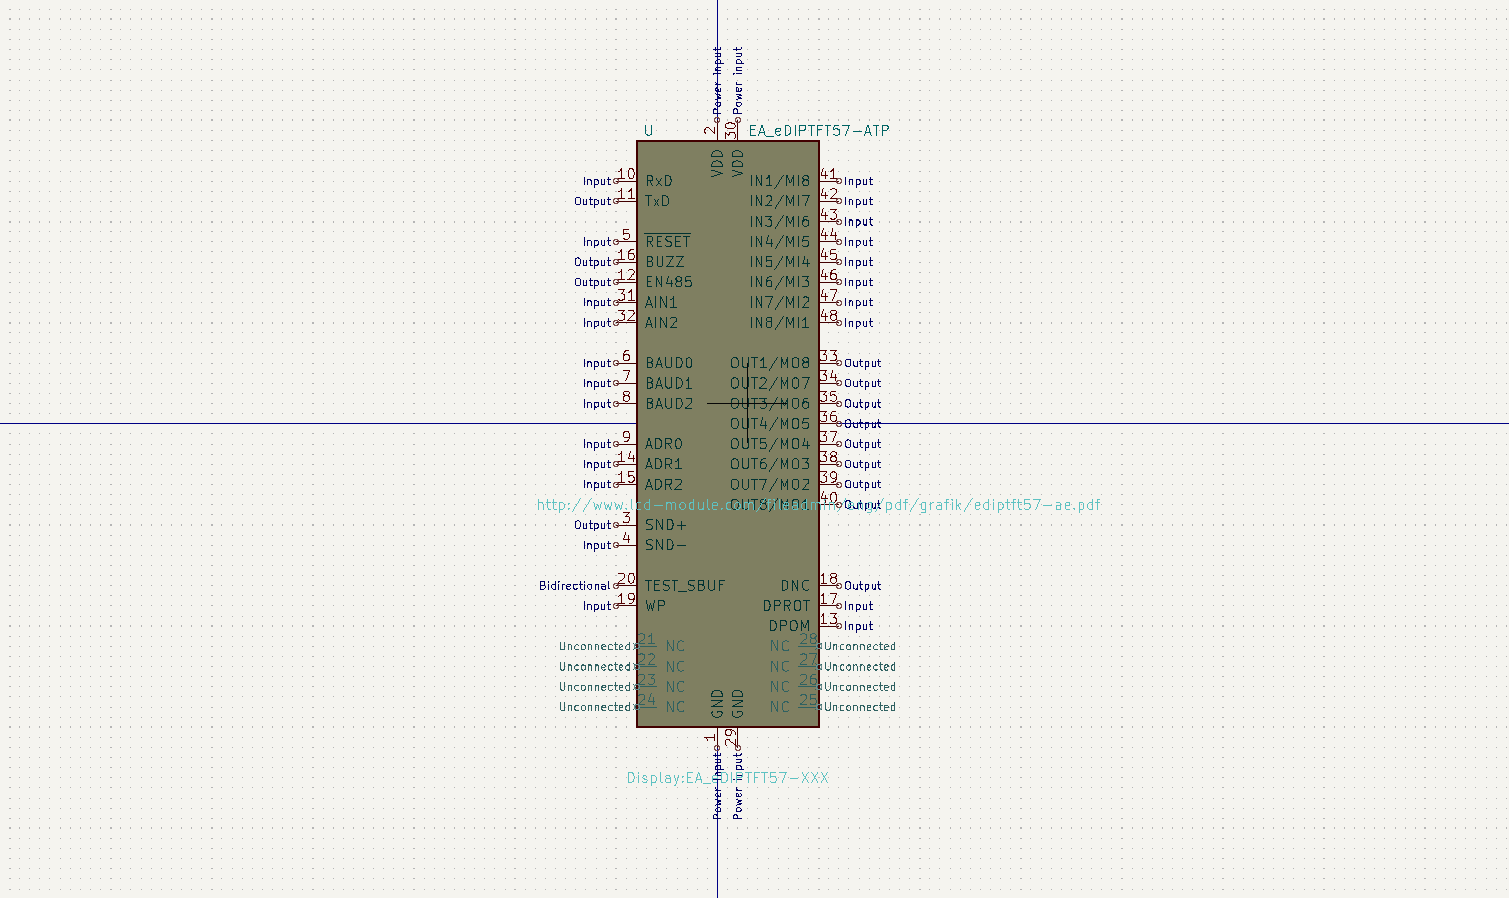 Power input Power input
2 30
U EA_eDIPTFT57-ATP
VDD VDD
Input 10 RxD IN1/MI8 41 Input
Output 11 TxD IN2/MI7 42 Input
IN3/MI6 43 Input
Input 5 RESET IN4/MI5 44 Input
Output 16 BUZZ IN5/MI4 45 Input
Output 12 EN485 IN6/MI3 46 Input
Input 31 AIN1 IN7/MI2 47 Input
Input 32 AIN2 IN8/MI1 48 Input
Input 6 BAUD0 OUT1/MO8 33 Output
Input 7 BAUD1 OUT2/MO7 34 Output
Input 8 BAUD2 OUT3/MO6 35 Output
OUT4/MO5 36 Output
Input 9 ADR0 OUT5/MO4 37 Output
Input 14 ADR1 OUT6/MO3 38 Output
Input 15 ADR2 OUT7/MO2 39 Output
OUT8/MO1 40 Output
http://www.lcd-module.com/fileadmin/eng/pdf/grafik/ediptft57-ae.pdf
Output 3 SND+
Input 4 SND-
Bidirectional 20 TEST_SBUF DNC 18 Output
Input 19 WP DPROT 17 Input
DPOM 13 Input
Unconnected 21 NC NC 28 Unconnected
Unconnected 22 NC NC 27 Unconnected
Unconnected 23 NC NC 26 Unconnected
Unconnected 24 NC NC 25 Unconnected
GND GND
1 29
Display:EA_eDIPTFT57-XXX
Power input Power input